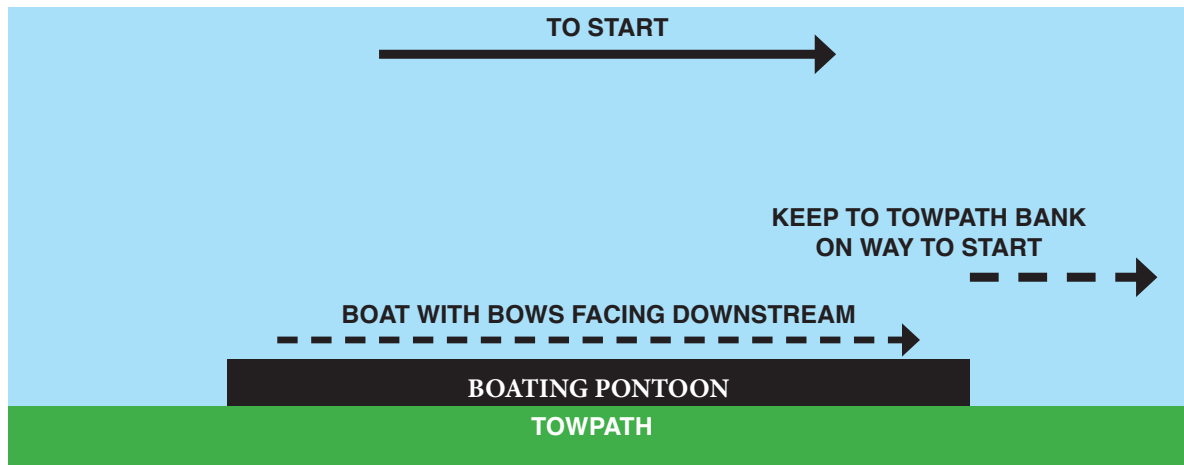 TO START
KEEP TO TOWPATH BANK
ON WAY TO START
BOAT WITH BOWS FACING DOWNSTREAM
BOATING PONTOON
TOWPATH